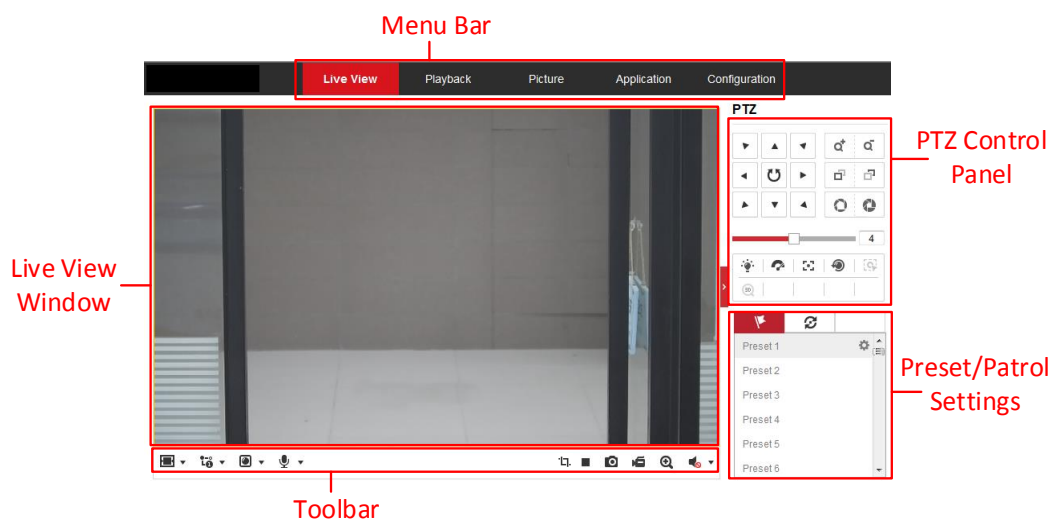 Menu Bar
Live View
Playback
Picture
Application
Configuration
PTZ
PTZ Control
Panel
4
3D
Live View
Window
Preset 1
Preset 2
Preset 3
Preset 4
Preset 5
Preset 6
Preset/Patrol
Settings
Toolbar